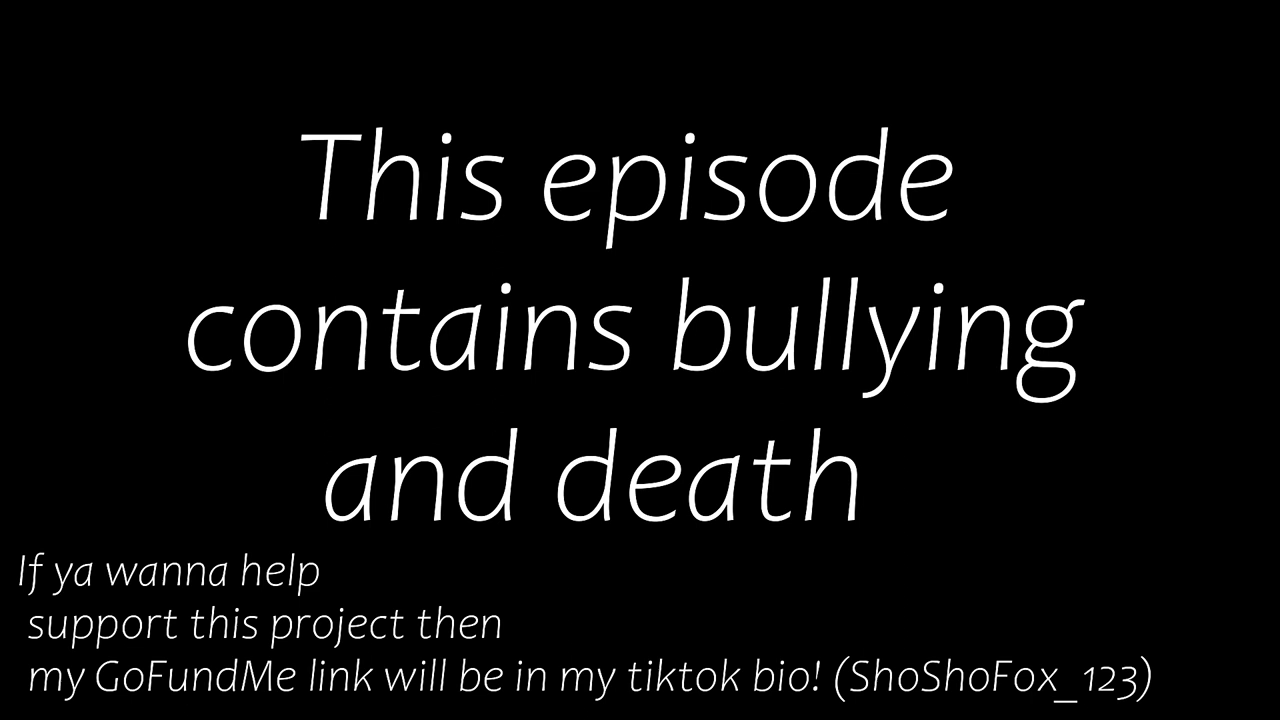 This episode
contains bullying
and death
If ya wanna help
support this project then
my GoFundMe link will be in my tiktok bio! (ShoShoFox_123)